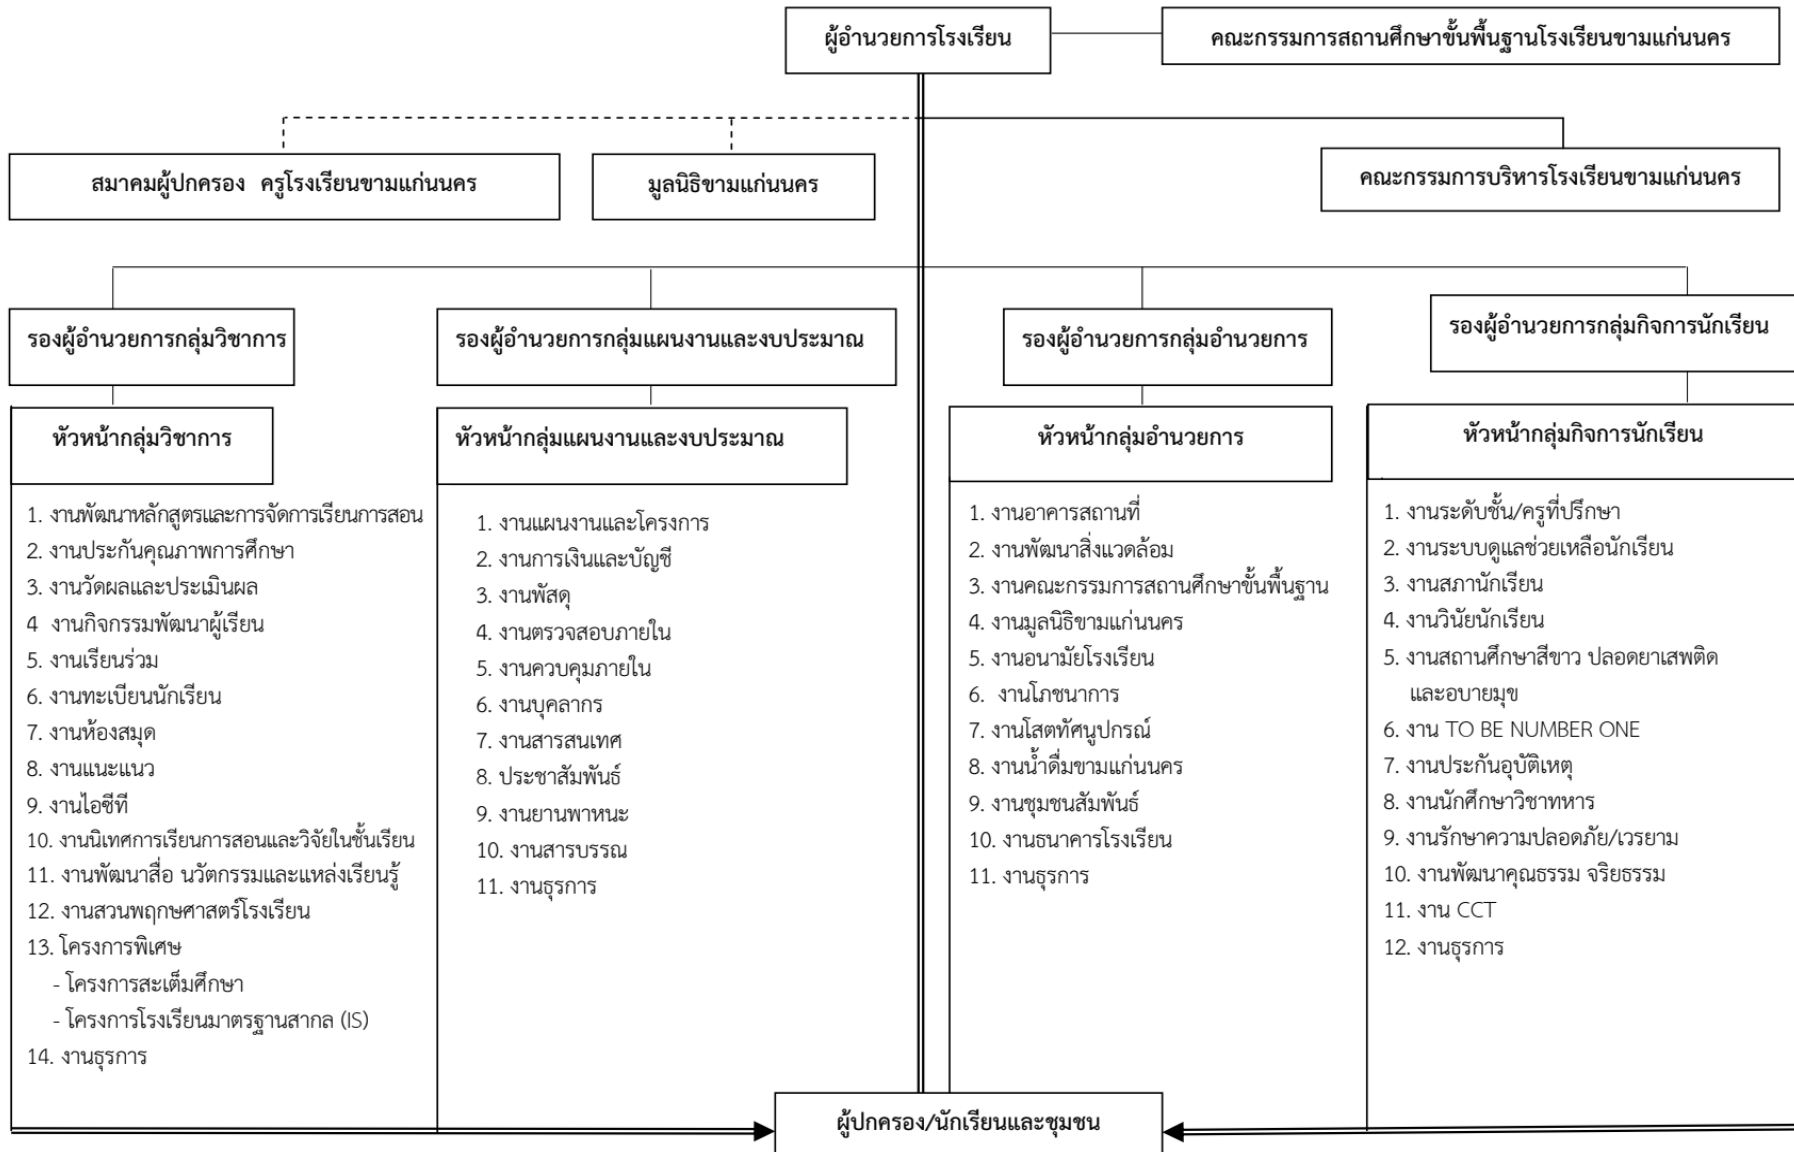 ผู้อำนวยการโรงเรียน
คณะกรรมการสถานศึกษาขั้นพื้นฐานโรงเรียนขามแก่นนคร
สมาคมผู้ปกครอง ครูโรงเรียนขามแก่นนคร
มูลนิธิขามแก่นนคร
คณะกรรมการบริหารโรงเรียนขามแก่นนคร
รองผู้อำนวยการกลุ่มวิชาการ
หัวหน้ากลุ่มวิชาการ
1. งานพัฒนาหลักสูตรและการจัดการเรียนการสอน
2. งานประกันคุณภาพการศึกษา
3. งานวัดผลและประเมินผล
4 งานกิจกรรมพัฒนาผู้เรียน
5. งานเรียนร่วม
6. งานทะเบียนนักเรียน
7. งานห้องสมุด
8. งานแนะแนว
9. งานไอซีที
10. งานนิเทศการเรียนการสอนและวิจัยในชั้นเรียน
11. งานพัฒนาสื่อ นวัตกรรมและแหล่งเรียนรู้
12. งานสวนพฤกษศาสตร์โรงเรียน
13. โครงการพิเศษ
- โครงการสะเต็มศึกษา
- โครงการโรงเรียนมาตรฐานสากล (IS)
14. งานธุรการ
รองผู้อำนวยการกลุ่มแผนงานและงบประมาณ
หัวหน้ากลุ่มแผนงานและงบประมาณ
1. งานแผนงานและโครงการ
2. งานการเงินและบัญชี
3. งานพัสดุ
4. งานตรวจสอบภายใน
5. งานควบคุมภายใน
6. งานบุคลากร
7. งานสารสนเทศ
8. ประชาสัมพันธ์
9. งานยานพาหนะ
10. งานสารบรรณ
11. งานธุรการ
รองผู้อำนวยการกลุ่มอำนวยการ
หัวหน้ากลุ่มอำนวยการ
1. งานอาคารสถานที่
2. งานพัฒนาสิ่งแวดล้อม
3. งานคณะกรรมการสถานศึกษาขั้นพื้นฐาน
4. งานมูลนิธิขามแก่นนคร
5. งานอนามัยโรงเรียน
6. งานโภชนาการ
7. งานโสตทัศนูปกรณ์
8. งานน้ำดื่มขามแก่นนคร
9. งานชุมชนสัมพันธ์
10. งานธนาคารโรงเรียน
11. งานธุรการ
รองผู้อำนวยการกลุ่มกิจการนักเรียน
หัวหน้ากลุ่มกิจการนักเรียน
1. งานระดับชั้น/ครูที่ปรึกษา
2. งานระบบดูแลช่วยเหลือนักเรียน
3. งานสภานักเรียน
4. งานวินัยนักเรียน
5. งานสถานศึกษาสีขาว ปลอดยาเสพติด
และอบายมุข
6. งาน TO BE NUMBER ONE
7. งานประกันอุบัติเหตุ
8. งานนักศึกษาวิชาทหาร
9. งานรักษาความปลอดภัย/เวรยาม
10. งานพัฒนาคุณธรรม จริยธรรม
11. งาน CCT
12. งานธุรการ
ผู้ปกครอง/นักเรียนและชุมชน